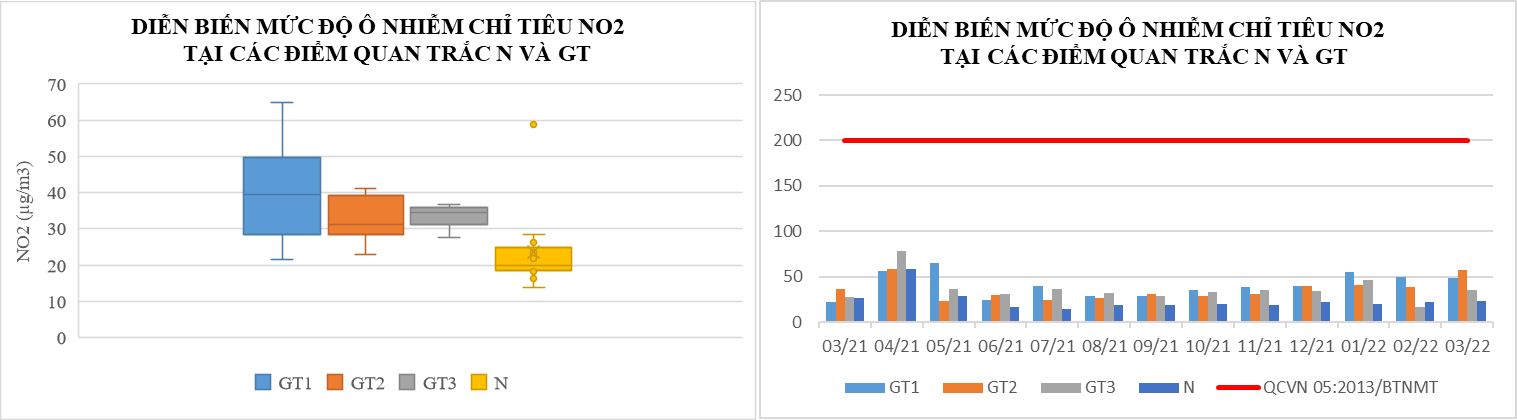 DIỄN BIẾN MỨC ĐỘ Ô NHIỄM CHỈ TIÊU NO2
TẠI CÁC ĐIỂM QUAN TRẮC N VÀ GT
70
60
50
40
30
20
10
0
NO2 (µg/m3)
GT1 GT2 GT3 N
DIỄN BIẾN MỨC ĐỘ Ô NHIỄM CHỈ TIÊU NO2
TẠI CÁC ĐIỂM QUAN TRẮC N VÀ GT
250
200
150
100
50
0
03/21 04/21 05/21 06/21 07/21 08/21 09/21 10/21 11/21 12/21 01/22 02/22 03/22
GT1 GT2 GT3 N QCVN 05:2013/BTNMT